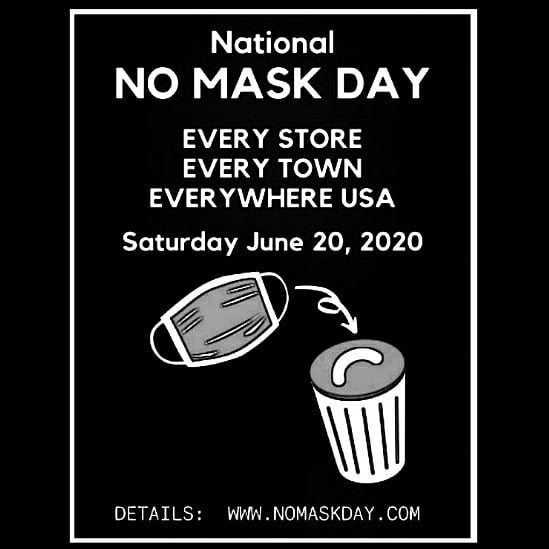 National
NO MASK DAY
EVERY STORE
EVERY TOWN
EVERYWHERE USA
Saturday June 20, 2020
DETAILS: WWW.NOMASKDAY.COM